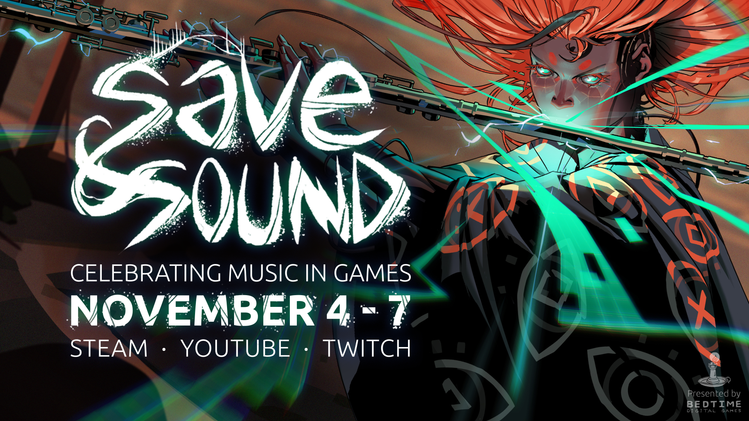 Save
& SOUND
CELEBRATING MUSIC IN GAMES
NOVEMBER 4 - 7
STEAM · YOUTUBE · TWITCH
Presented by
BEDTIME
DIGITAL GAMES